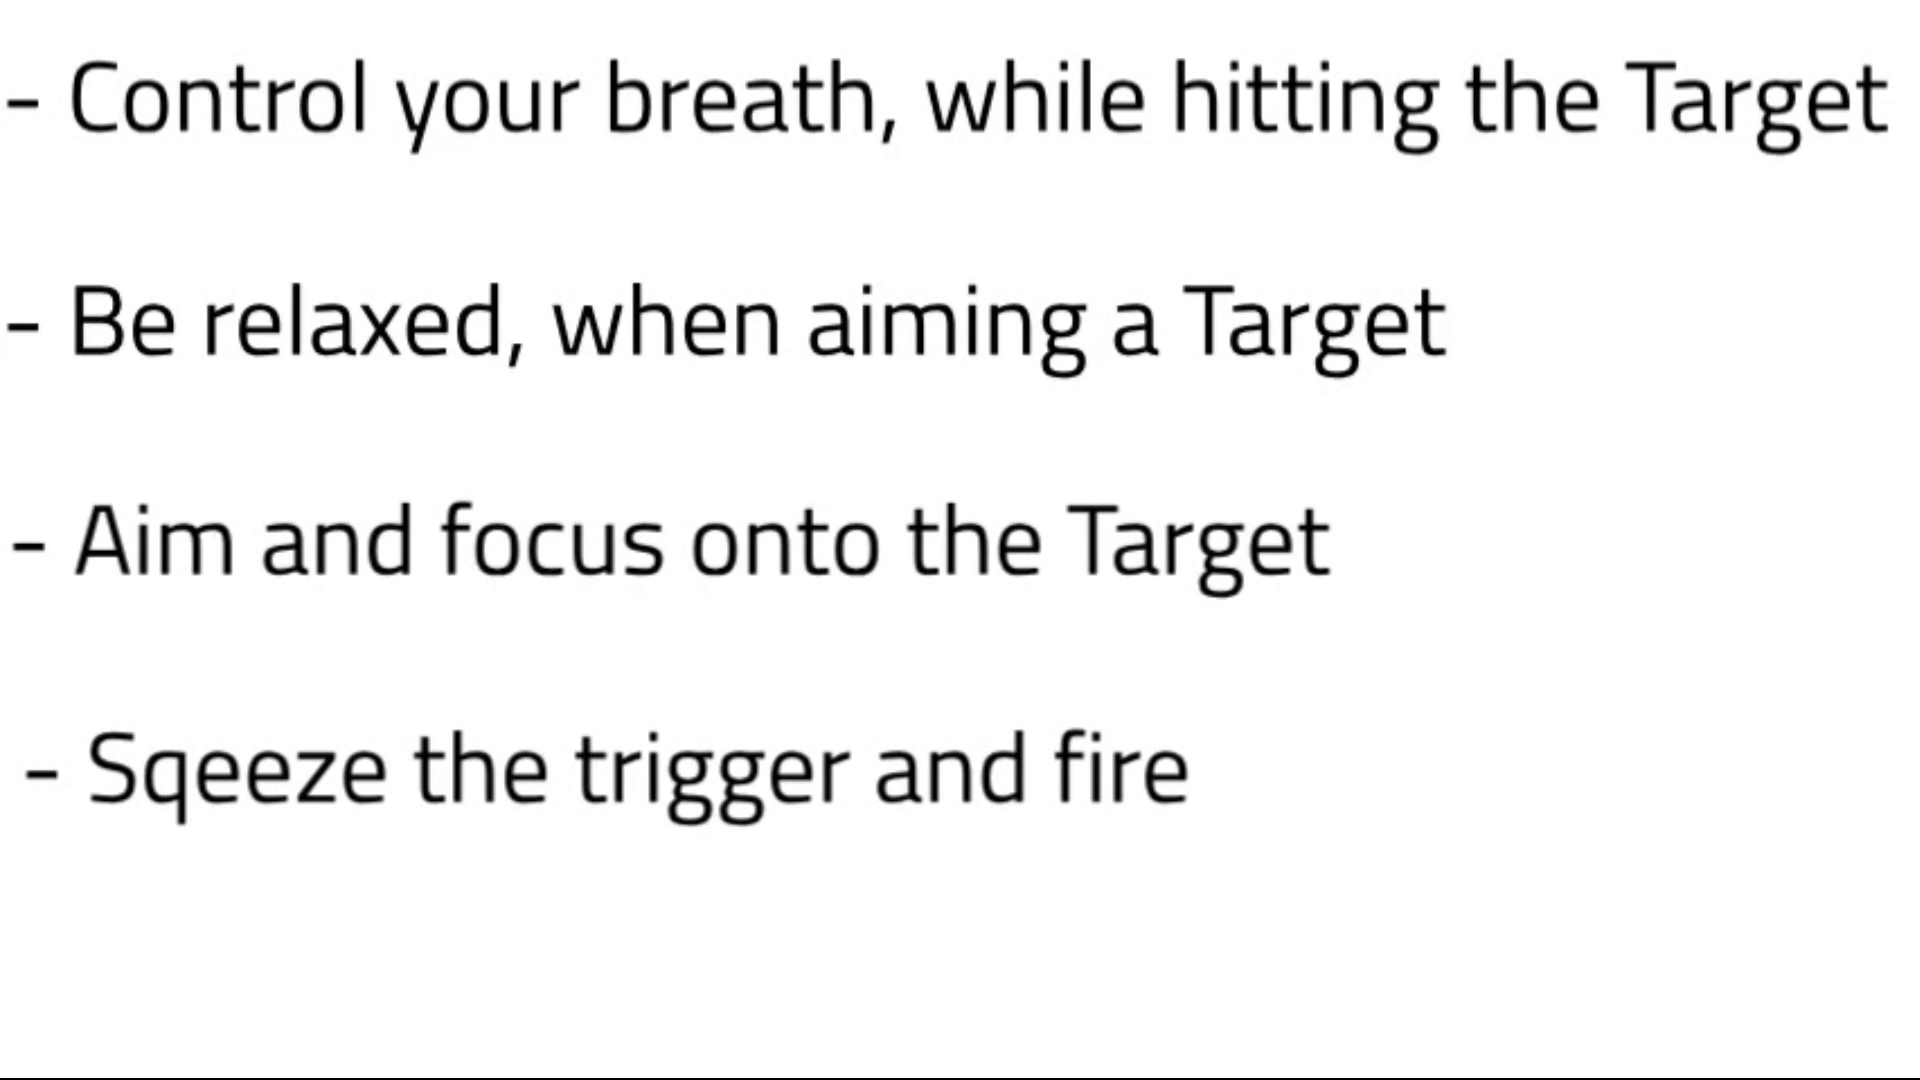 - Control your breath, while hitting the Target
- Be relaxed, when aiming a Target
- Aim and focus onto the Target
- Sqeeze the trigger and fire